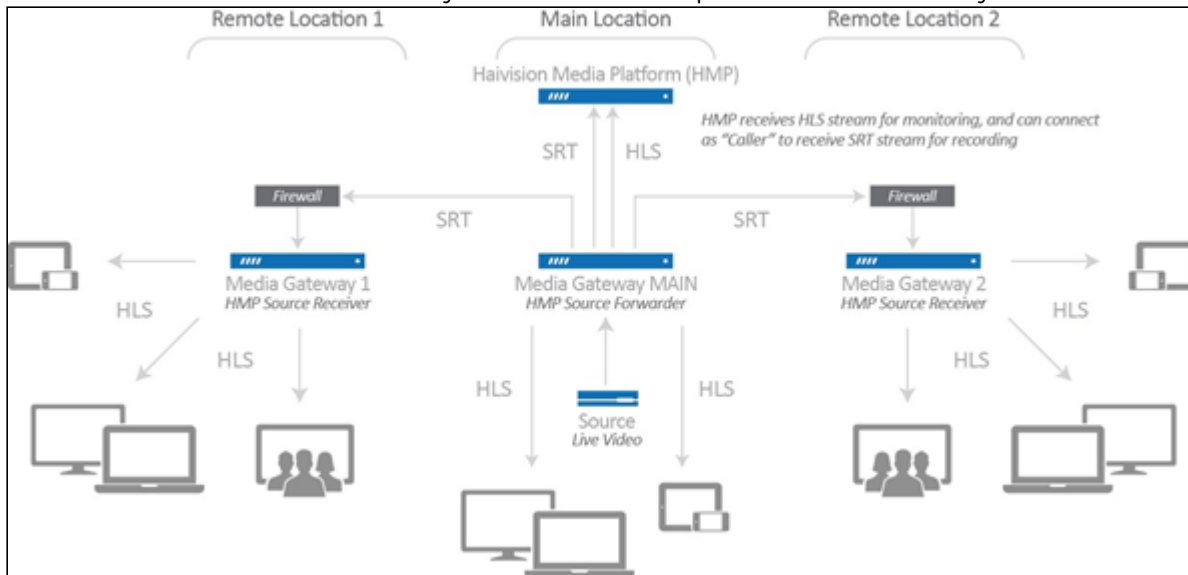 Remote Location 1
Main Location
Remote Location 2
Haivision Media Platform (HMP)
HMP receives HLS stream for monitoring, and can connect
as "Caller" to receive SRT stream for recording
SRT
HLS
Firewall
Firewall
SRT
SRT
Media Gateway 1
HMP Source Receiver
Media Gateway MAIN
HMP Source Forwarder
Media Gateway 2
HMP Source Receiver
HLS
HLS
HLS
HLS
HLS
HLS
Source
Live Video